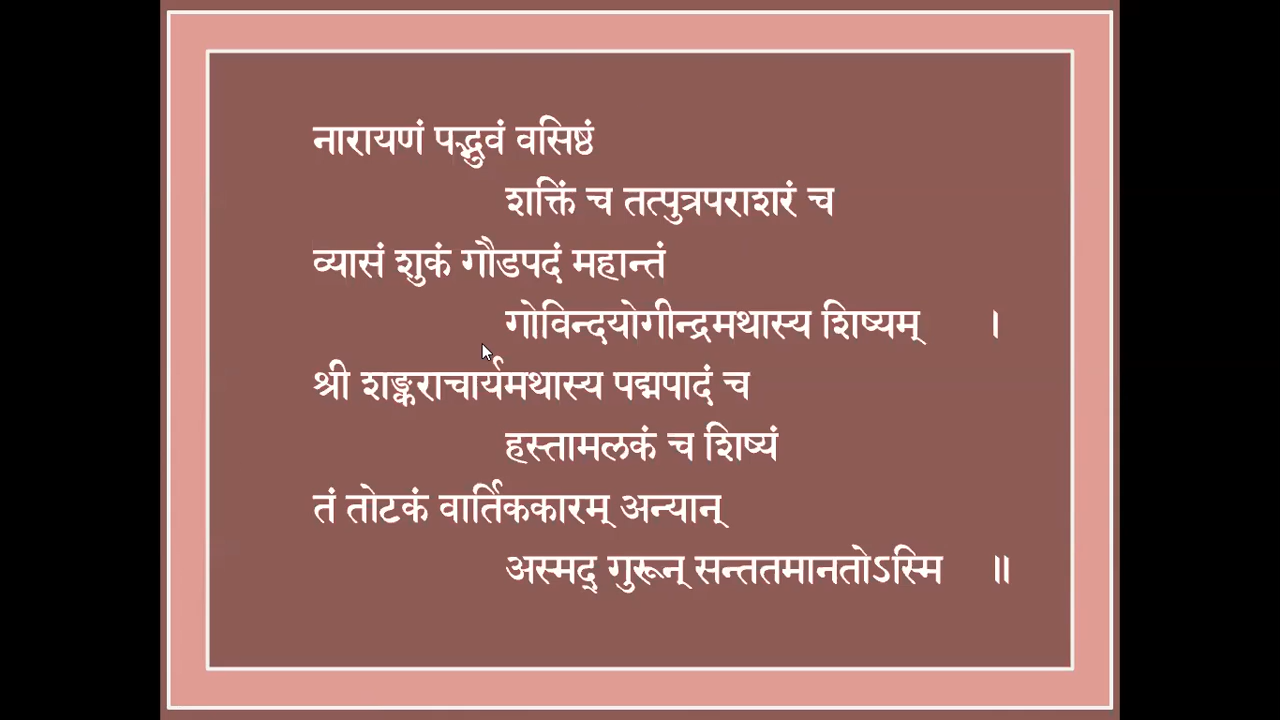 नारायणं पद्भुवं वसिष्ठं
शक्तिं च तत्पुत्रपराशरं च
व्यासं शुकं गौडपदं महान्तं
गोविन्दयोगीन्द्रमथास्य शिष्यम् ।
श्री शङ्कराचार्यमथास्य पद्मपादं च
हस्तामलकं च शिष्यं
तं तोटकं वार्तिककारम् अन्यान्
अस्मद् गुरून् सन्ततमानतोऽस्मि ॥